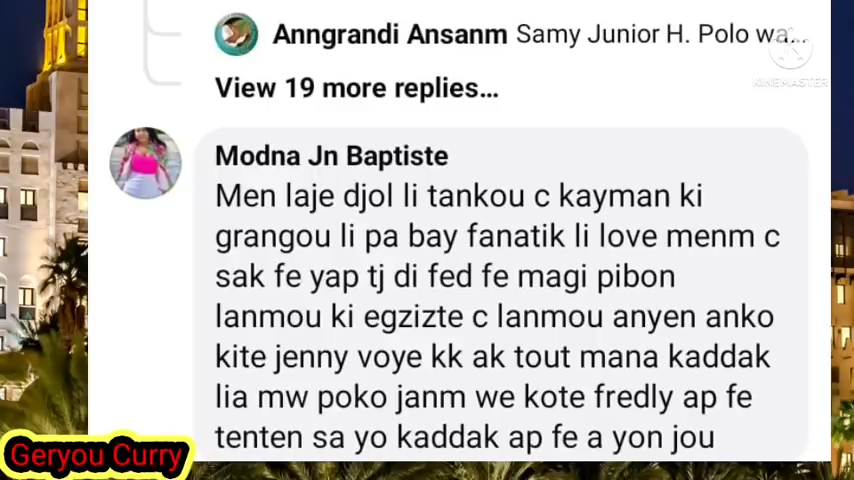 Anngrandi Ansanm Samy Junior H. Polo wa...
KINEMASTER
View 19 more replies...
Modna Jn Baptiste
Men laje djol li tankou c kayman ki
grangou li pa bay fanatik li love menm c
sak fe yap tj di fed fe magi pibon
lanmou ki egzizte c lanmou anyen anko
kite jenny voye kk ak tout mana kaddak
lia mw poko janm we kote fredly ap fe
tenten sa yo kaddak ap fe a yon jou
Geryou Curry